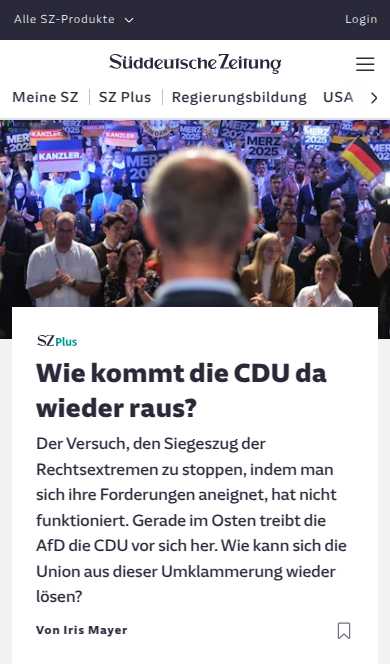 Alle SZ-Produkte
Login
Süddeutsche Zeitung
Meine SZ
SZ Plus
Regierungsbildung
USA
KANZLER
KANZLER
MERZ
2025
MERZ
2025
MERZ
2025
SZ Plus
Wie kommt die CDU da
wieder raus?
Der Versuch, den Siegeszug der
Rechtsextremen zu stoppen, indem man
sich ihre Forderungen aneignet, hat nicht
funktioniert. Gerade im Osten treibt die
AfD die CDU vor sich her. Wie kann sich die
Union aus dieser Umklammerung wieder
lösen?
Von Iris Mayer